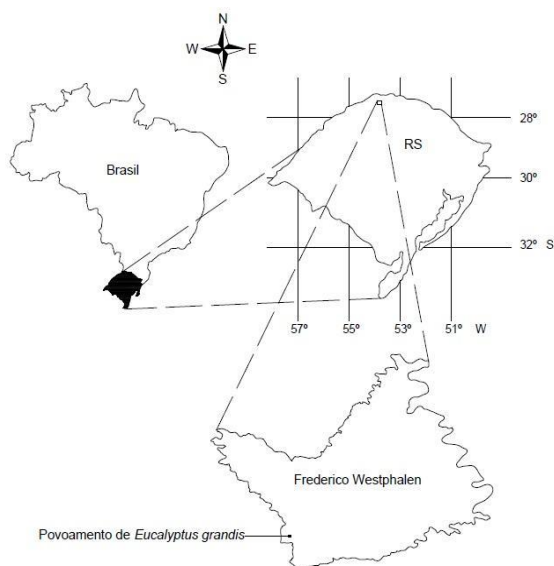 N
W E
S
28º
RS
Brasil
30º
32º S
57º 55º 53º 51º W
Frederico Westphalen
Povoamento de Eucalyptus grandis